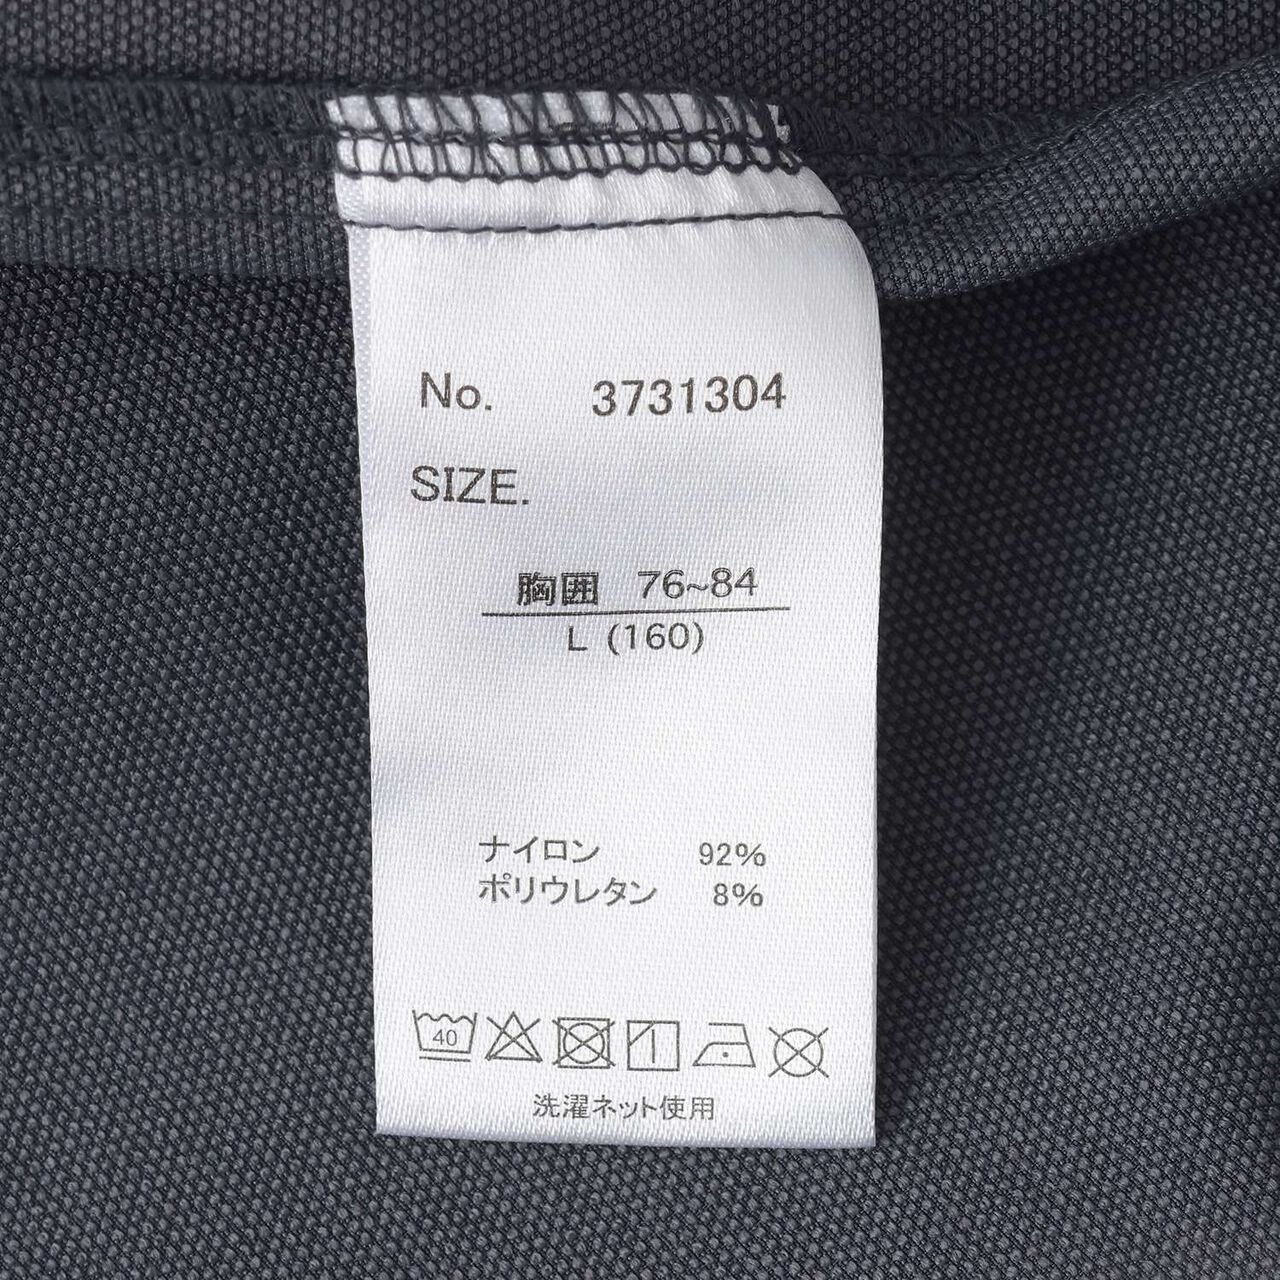 No. 3731304
SIZE.
胸囲 76~84
L (160)
ナイロン 92%
ポリウレタン 8%
40
洗濯ネット使用